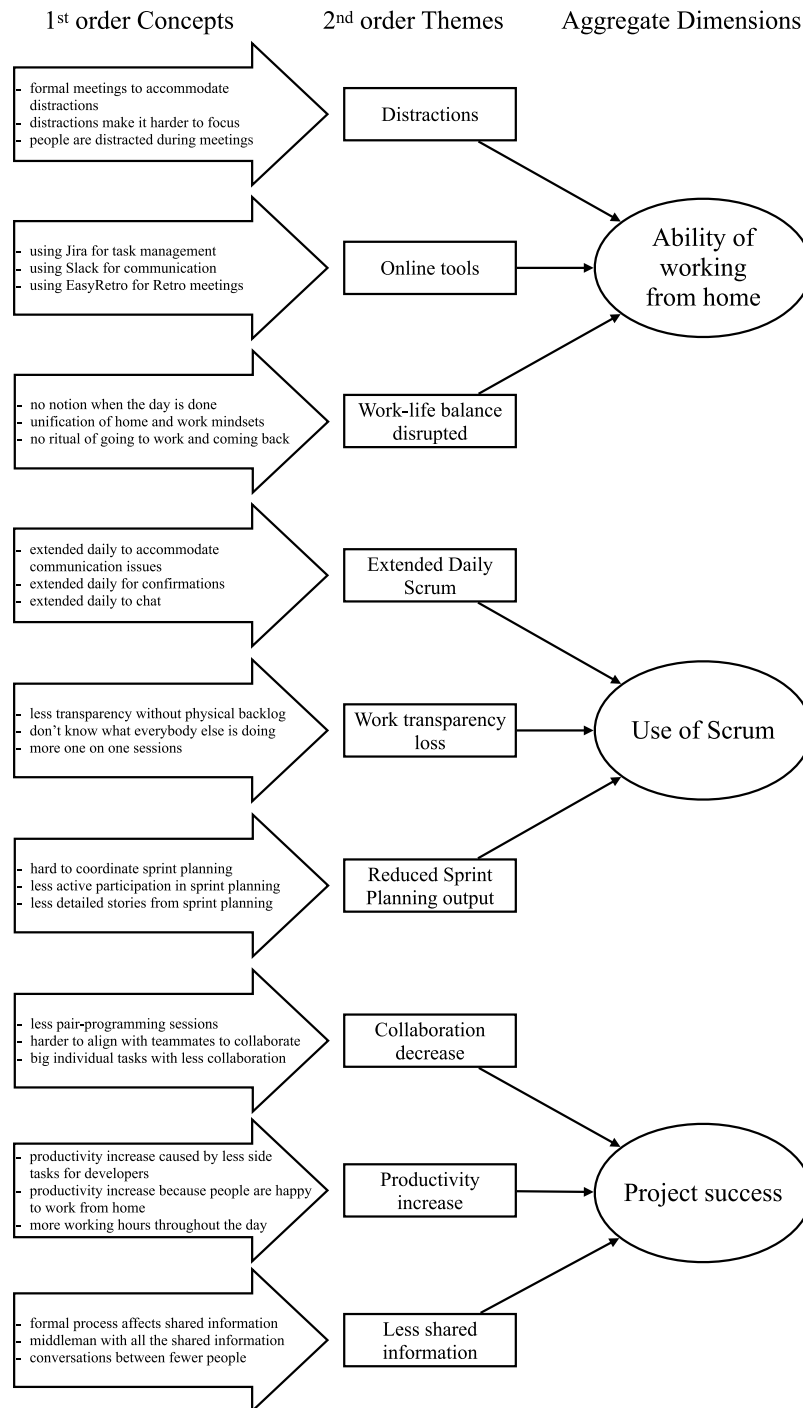 1st order Concepts
2nd order Themes
Aggregate Dimensions
- formal meetings to accommodate
distractions
- distractions make it harder to focus
- people are distracted during meetings
Distractions
- using Jira for task management
- using Slack for communication
- using EasyRetro for Retro meetings
Online tools
Ability of
working
from home
- no notion when the day is done
- unification of home and work mindsets
- no ritual of going to work and coming back
Work-life balance
disrupted
- extended daily to accommodate
communication issues
- extended daily for confirmations
- extended daily to chat
Extended Daily
Scrum
- less transparency without physical backlog
- don't know what everybody else is doing
- more one on one sessions
Work transparency
loss
Use of Scrum
- hard to coordinate sprint planning
- less active participation in sprint planning
- less detailed stories from sprint planning
Reduced Sprint
Planning output
- less pair-programming sessions
- harder to align with teammates to collaborate
- big individual tasks with less collaboration
Collaboration
decrease
- productivity increase caused by less side
tasks for developers
- productivity increase because people are happy
to work from home
- more working hours throughout the day
Productivity
increase
Project success
- formal process affects shared information
- middleman with all the shared information
- conversations between fewer people
Less shared
information